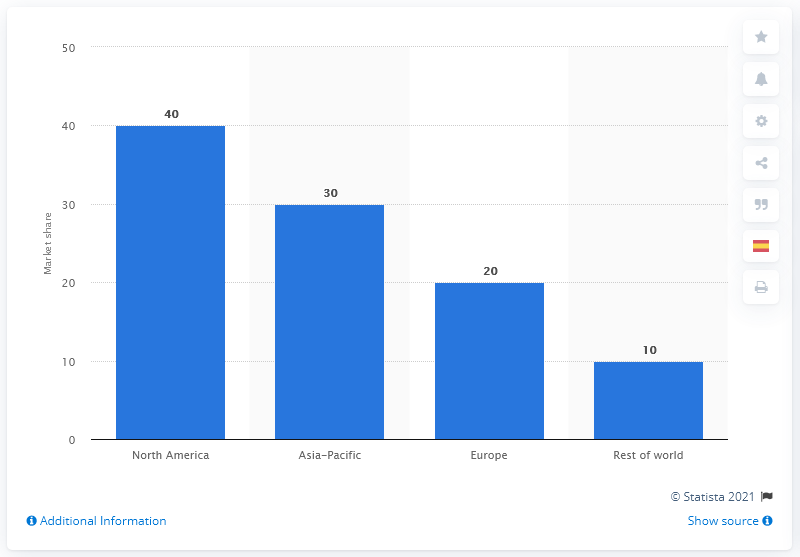 50
40
30
20
10
0
Market share
40
30
20
10
North America
Asia-Pacific
Europe
Rest of world
© Statista 2021
Additional Information
Show source